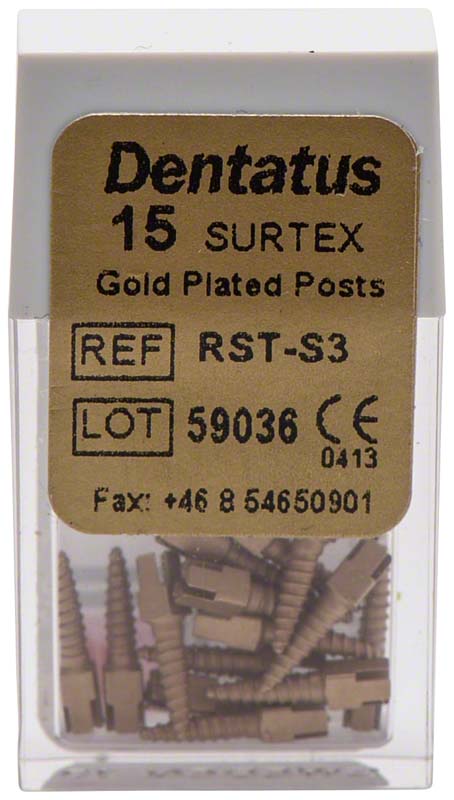 Dentatus
15 SURTEX
Gold Plated Posts
REF RST-S3
LOT 59036 CE
0413
Fax: +46 8 54650901